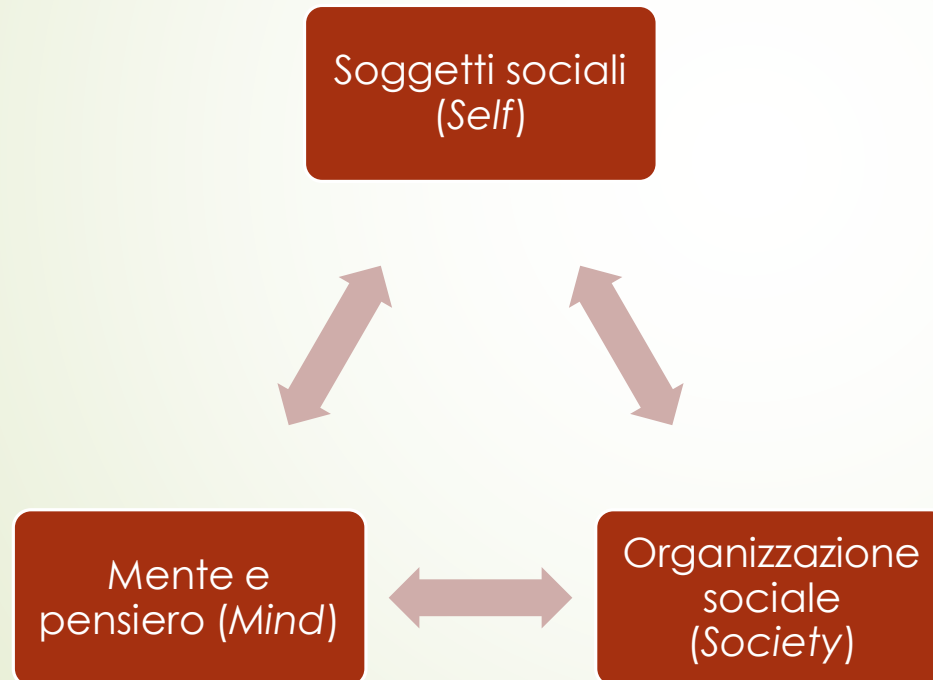 Soggetti sociali
(Self)
Mente e
pensiero (Mind)
Organizzazione
sociale
(Society)